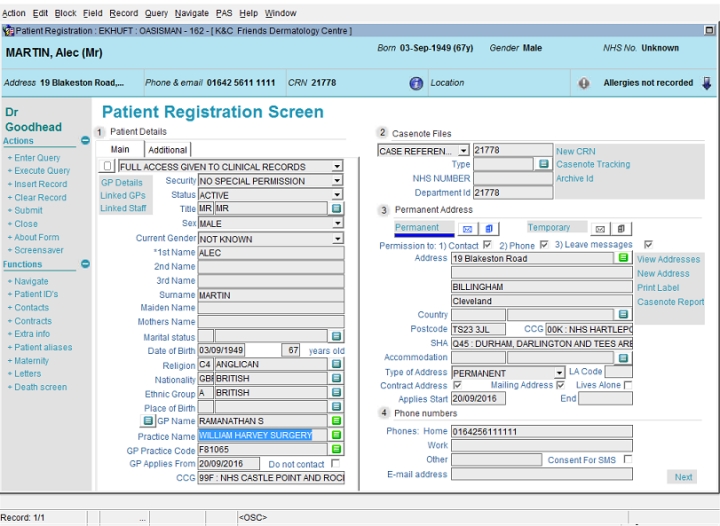 Action Edit Block Field Record Query Navigate PAS Help Window
Patient Registration : EKHUFT : OASISMAN - 162 - [ K&C Friends Dermatology Centre ]
MARTIN, Alec (Mr)
Born 03-Sep-1949 (67y) Gender Male NHS No. Unknown
Address 19 Blakeston Road,... Phone & email 01642 5611 1111 CRN 21778 Location Allergies not recorded
Dr Goodhead
Actions
+ Enter Query
+ Execute Query
+ Insert Record
+ Clear Record
+ Submit
+ Close
+ About Form
+ Screensaver
Functions
+ Navigate
+ Patient ID's
+ Contacts
+ Contracts
+ Extra info
+ Patient aliases
+ Maternity
+ Letters
+ Death screen
Patient Registration Screen
1 Patient Details
Main Additional
FULL ACCESS GIVEN TO CLINICAL RECORDS
GP Details
Linked GPs
Linked Staff
Security NO SPECIAL PERMISSION
Status ACTIVE
Title MR MR
Sex MALE
Current Gender NOT KNOWN
*1st Name ALEC
2nd Name
3rd Name
Surname MARTIN
Maiden Name
Mothers Name
Marital status
Date of Birth 03/09/1949 67 years old
Religion C4 ANGLICAN
Nationality GBI BRITISH
Ethnic Group A BRITISH
Place of Birth
GP Name RAMANATHAN S
Practice Name WILLIAM HARVEY SURGERY
GP Practice Code F81065
GP Applies From 20/09/2016 Do not contact
CCG 99F : NHS CASTLE POINT AND ROCI
2 Casenote Files
CASE REFEREN... 21778 New CRN
Type Casenote Tracking
NHS NUMBER Archive Id
Department Id 21778
3 Permanent Address
Permanent Temporary
Permission to: 1) Contact 2) Phone 3) Leave messages
Address 19 Blakeston Road View Addresses
New Address
BILLINGHAM Print Label
Cleveland Casenote Report
Country
Postcode TS23 3JL CCG 00K : NHS HARTLEPO
SHA Q45 : DURHAM, DARLINGTON AND TEES ARE
Accommodation
Type of Address PERMANENT LA Code
Contract Address Mailing Address Lives Alone
Applies Start 20/09/2016 End
4 Phone numbers
Phones: Home 0164256111111
Work
Other Consent For SMS
E-mail address
Next
Record: 1/1 ... <OSC>